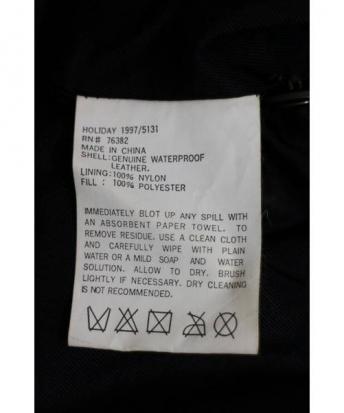 HOLIDAY 1997/5131
RN# 76382
MADE IN CHINA
SHELL: GENUINE WATERPROOF
LEATHER.
LINING: 100% NYLON
FILL : 100% POLYESTER
IMMEDIATELY BLOT UP ANY SPILL WITH
AN ABSORBENT PAPER TOWEL. TO
REMOVE RESIDUE. USE A CLEAN CLOTH
AND CAREFULLY WIPE WITH PLAIN
WATER OR A MILD SOAP AND WATER
SOLUTION. ALLOW TO DRY. BRUSH
LIGHTLY IF NECESSARY. DRY CLEANING
IS NOT RECOMMENDED.